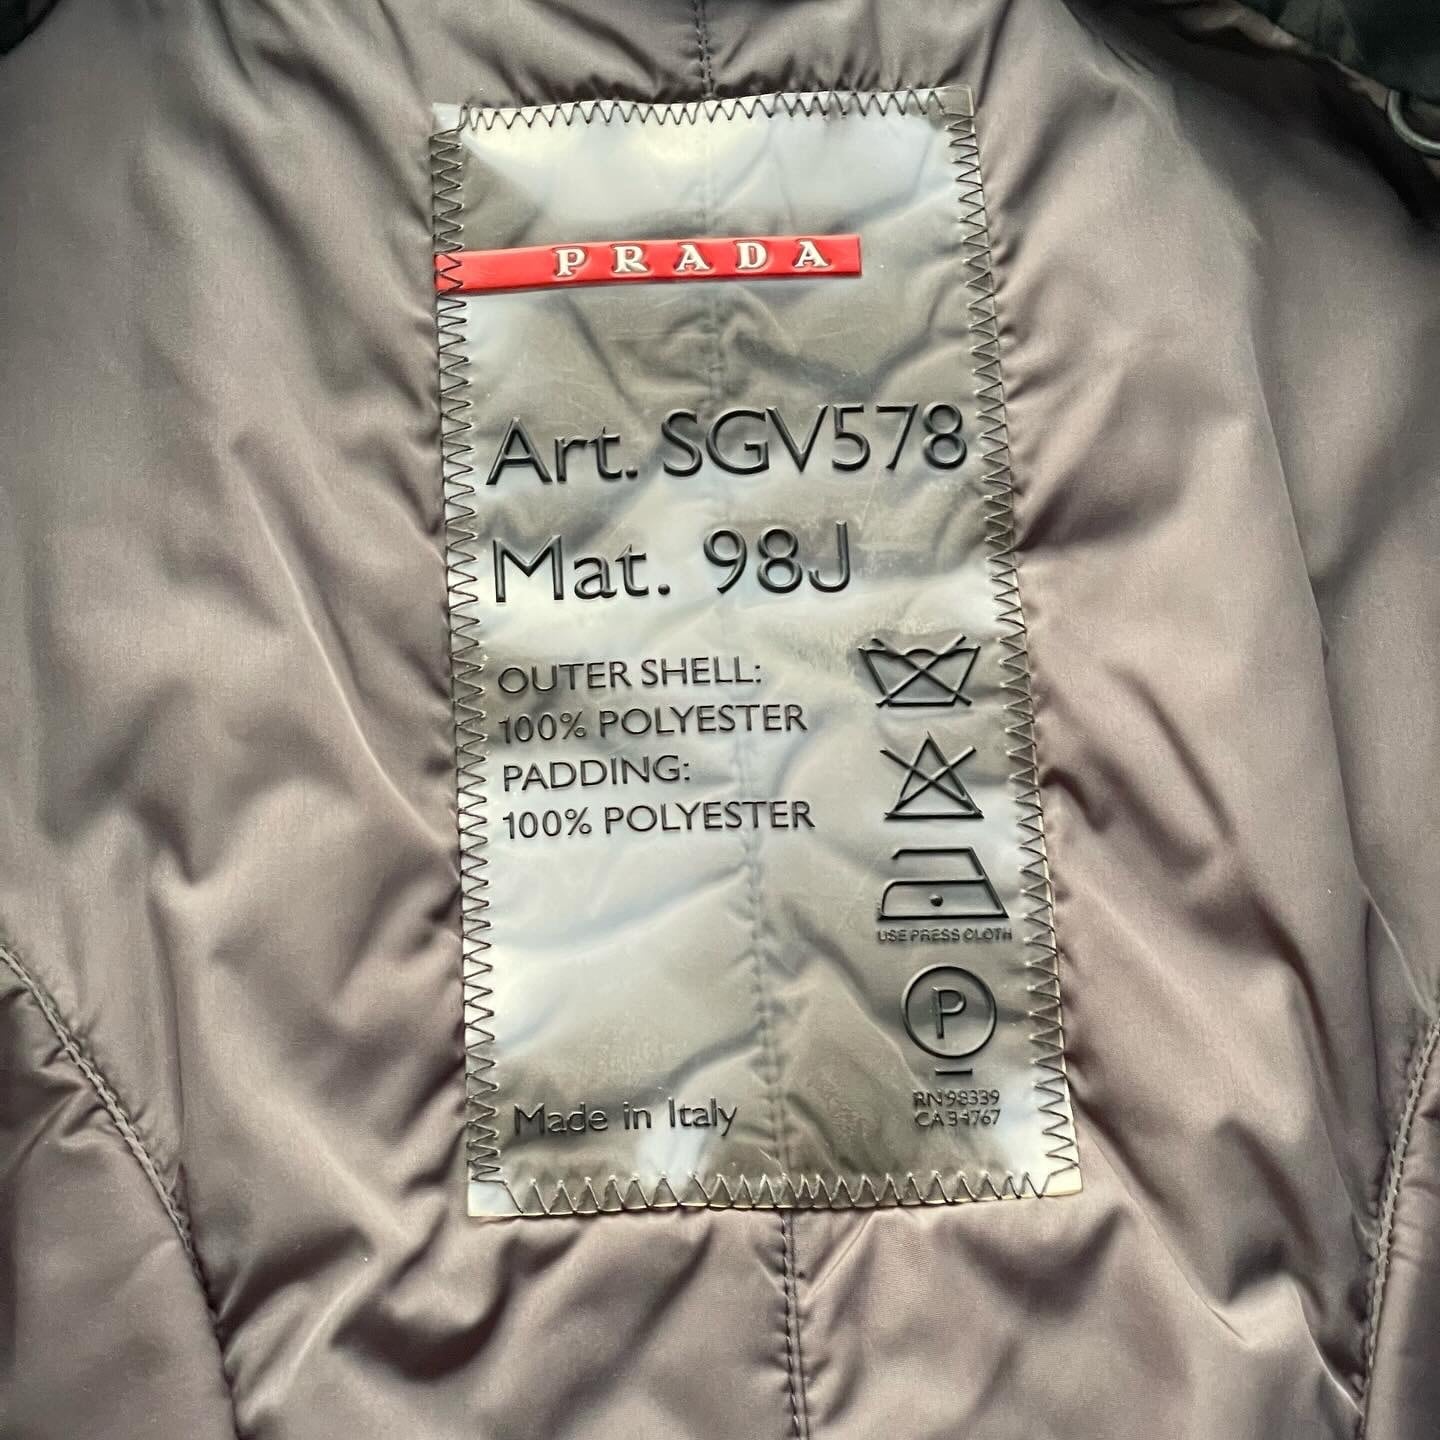 PRADA
Art. SGV578
Mat. 98J
OUTER SHELL:
100% POLYESTER
PADDING:
100% POLYESTER
USE PRESS CLOTH
P
Made in Italy
RN 98339
CA 34767